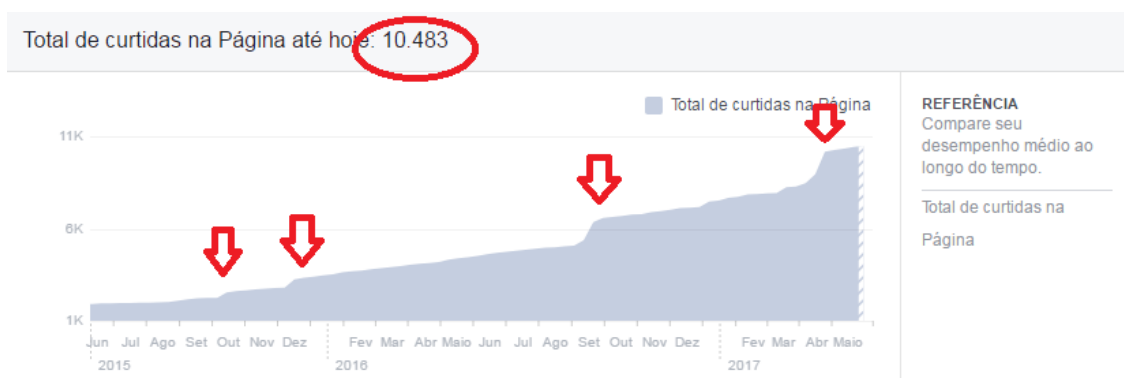 Total de curtidas na Página até hoje: 10.483
Total de curtidas na Página
11K
6K
1K
Jun Jul Ago Set Out Nov Dez Fev Mar Abr Maio Jun Jul Ago Set Out Nov Dez Fev Mar Abr Maio
2015 2016 2017
REFERÊNCIA
Compare seu
desempenho médio ao
longo do tempo.
Total de curtidas na
Página